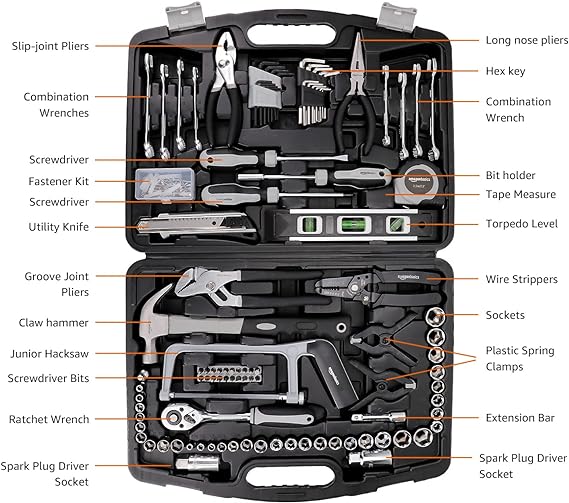 Slip-joint Pliers
Long nose pliers
Hex key
Combination
Wrenches
Combination
Wrench
Screwdriver
Fastener Kit
Screwdriver
Bit holder
Tape Measure
Utility Knife
Torpedo Level
Groove Joint
Pliers
Wire Strippers
Claw hammer
Sockets
Junior Hacksaw
Plastic Spring
Clamps
Screwdriver Bits
Ratchet Wrench
Extension Bar
Spark Plug Driver
Socket
Spark Plug Driver
Socket
amazonbasics